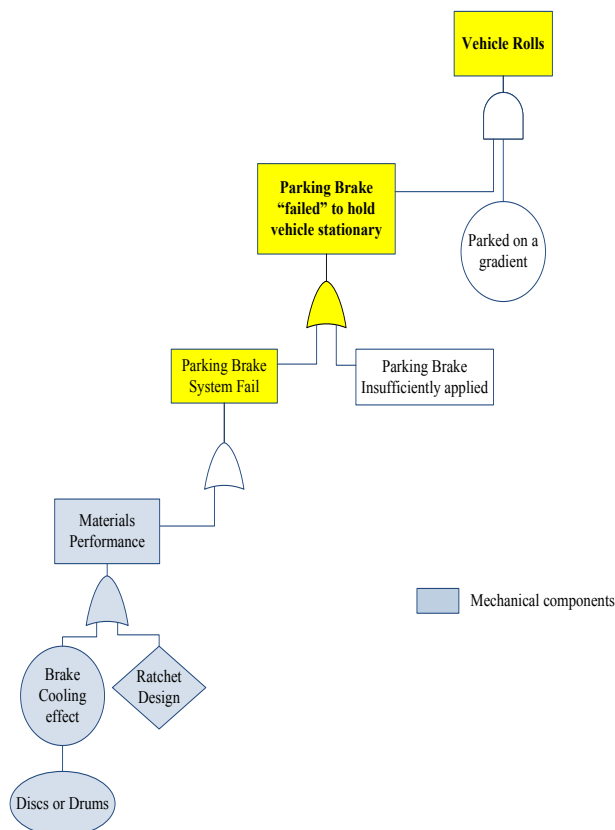 Vehicle Rolls
Parking Brake
“failed” to hold
vehicle stationary
Parked on a
gradient
Parking Brake
System Fail
Parking Brake
Insufficiently applied
Materials
Performance
Mechanical components
Brake
Cooling
effect
Ratchet
Design
Discs or Drums